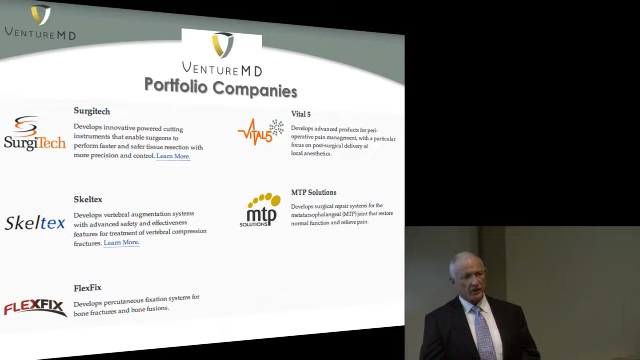 VENTUREMD
VENTUREMD
Portfolio Companies
SURGITECH
Surgitech
Develops innovative powered cutting
instruments that enable surgeons to
perform faster and safer tissue resection with
more precision and control. Learn More.
VITAL5
Vital 5
Develops advanced products for peri-
operative pain management, with a particular
focus on post-surgical delivery of
local anesthetics.
Skeltex
Skeltex
Develops vertebral augmentation systems
with advanced safety and effectiveness
features for treatment of vertebral compression
fractures. Learn More.
mtp
SOLUTIONS
MTP Solutions
Develops surgical repair systems for the
metatarsophalangeal (MTP) joint that restore
normal function and relieve pain.
FLEXFIX
FlexFix
Develops percutaneous fixation systems for
bone fractures and bone fusions.